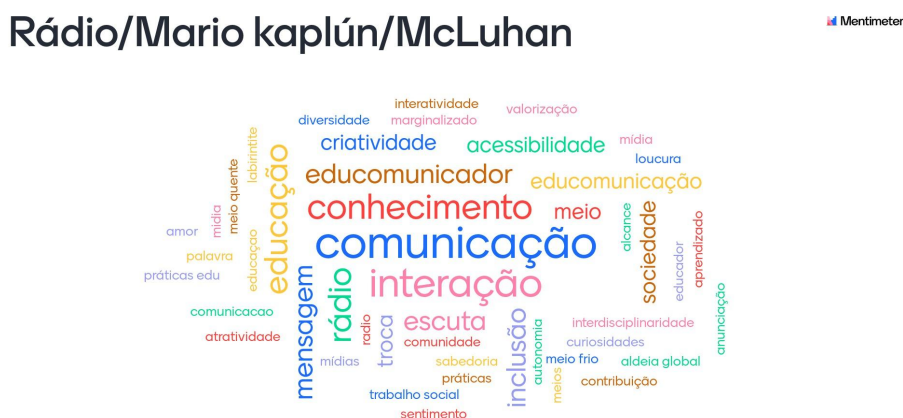 Rádio/Mario kaplún/McLuhan
Mentimeter
interatividade
valorização
diversidade
marginalizado
criatividade
acessibilidade
mídia
loucura
labirintite
educação
meio quente
educomunicador
educomunicação
conhecimento
meio
alcance
sociedade
aprendizado
educador
amor
midia
palavra
educaçao
práticas edu
comunicação
interação
mensagem
rádio
comunicacao
atratividade
radio
troca
escuta
comunidade
inclusão
autonomia
interdisciplinaridade
curiosidades
anunciação
mídias
sabedoria
meio frio
aldeia global
práticas
meios
contribuição
trabalho social
sentimento